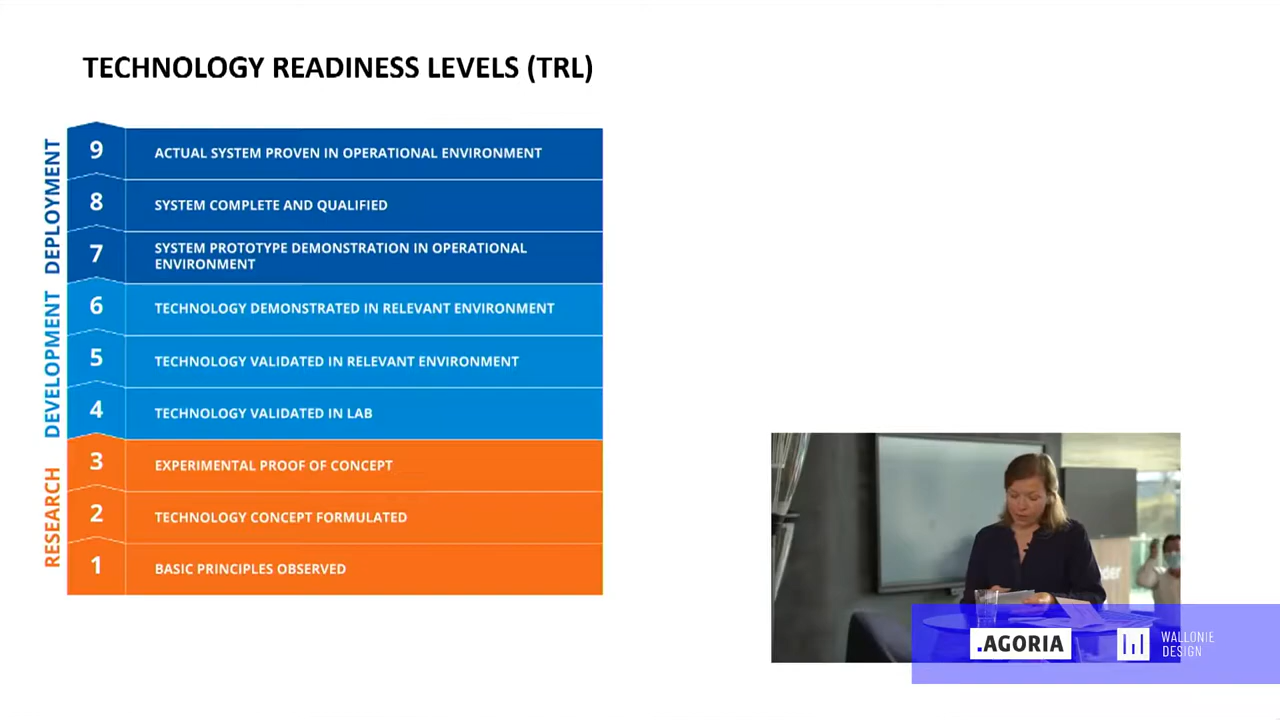 TECHNOLOGY READINESS LEVELS (TRL)
DEPLOYMENT
9 ACTUAL SYSTEM PROVEN IN OPERATIONAL ENVIRONMENT
8 SYSTEM COMPLETE AND QUALIFIED
7 SYSTEM PROTOTYPE DEMONSTRATION IN OPERATIONAL
ENVIRONMENT
DEVELOPMENT
6 TECHNOLOGY DEMONSTRATED IN RELEVANT ENVIRONMENT
5 TECHNOLOGY VALIDATED IN RELEVANT ENVIRONMENT
4 TECHNOLOGY VALIDATED IN LAB
RESEARCH
3 EXPERIMENTAL PROOF OF CONCEPT
2 TECHNOLOGY CONCEPT FORMULATED
1 BASIC PRINCIPLES OBSERVED
.AGORIA
WALLONIE
DESIGN